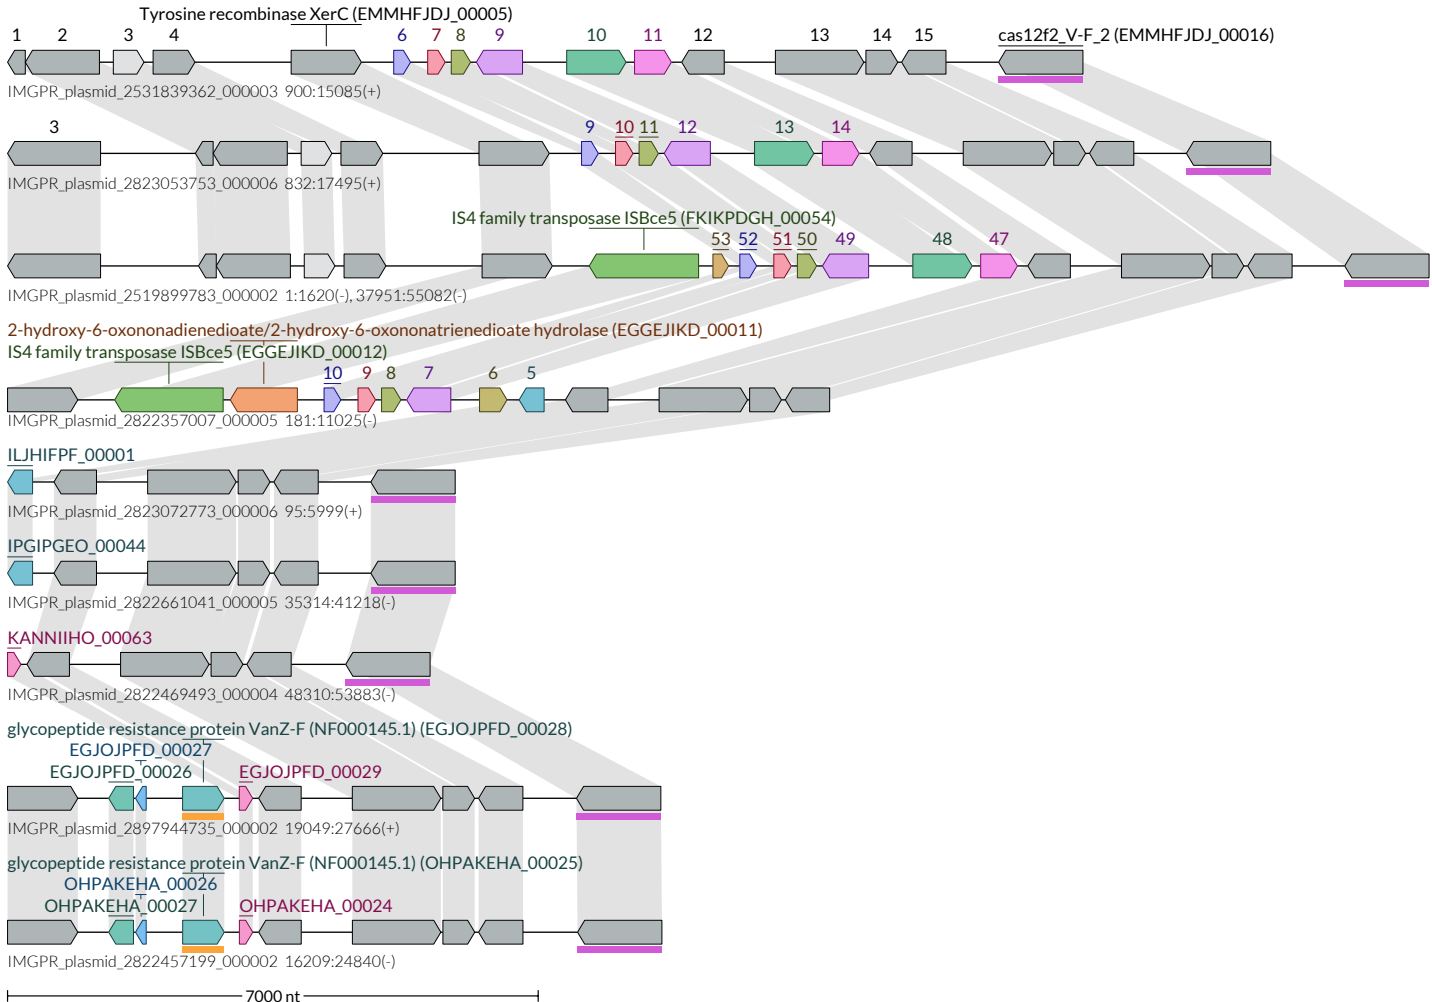 Tyrosine recombinase XerC (EMMHFJDJ_00005)
1 2 3 4 6 7 8 9 10 11 12 13 14 15 cas12f2_V-F_2 (EMMHFJDJ_00016)
IMGPR_plasmid_2531839362_000003 900:15085(+)
3 9 10 11 12 13 14
IMGPR_plasmid_2823053753_000006 832:17495(+)
IS4 family transposase ISBce5 (FKIKPDGH_00054)
53 52 51 50 49 48 47
IMGPR_plasmid_2519899783_000002 1:1620(-), 37951:55082(-)
2-hydroxy-6-oxononadienedioate/2-hydroxy-6-oxononatrienedioate hydrolase (EGGEJIKD_00011)
IS4 family transposase ISBce5 (EGGEJIKD_00012)
10 9 8 7 6 5
IMGPR_plasmid_2822357007_000005 181:11025(-)
ILJHIFPF_00001
IMGPR_plasmid_2823072773_000006 95:5999(+)
IPGIPGEO_00044
IMGPR_plasmid_2822661041_000005 35314:41218(-)
KANNIIHO_00063
IMGPR_plasmid_2822469493_000004 48310:53883(-)
glycopeptide resistance protein VanZ-F (NF000145.1) (EGJOJPFD_00028)
EGJOJPFD_00027
EGJOJPFD_00026 EGJOJPFD_00029
IMGPR_plasmid_2897944735_000002 19049:27666(+)
glycopeptide resistance protein VanZ-F (NF000145.1) (OHPAKEHA_00025)
OHPAKEHA_00026
OHPAKEHA_00027 OHPAKEHA_00024
IMGPR_plasmid_2822457199_000002 16209:24840(-)
7000 nt